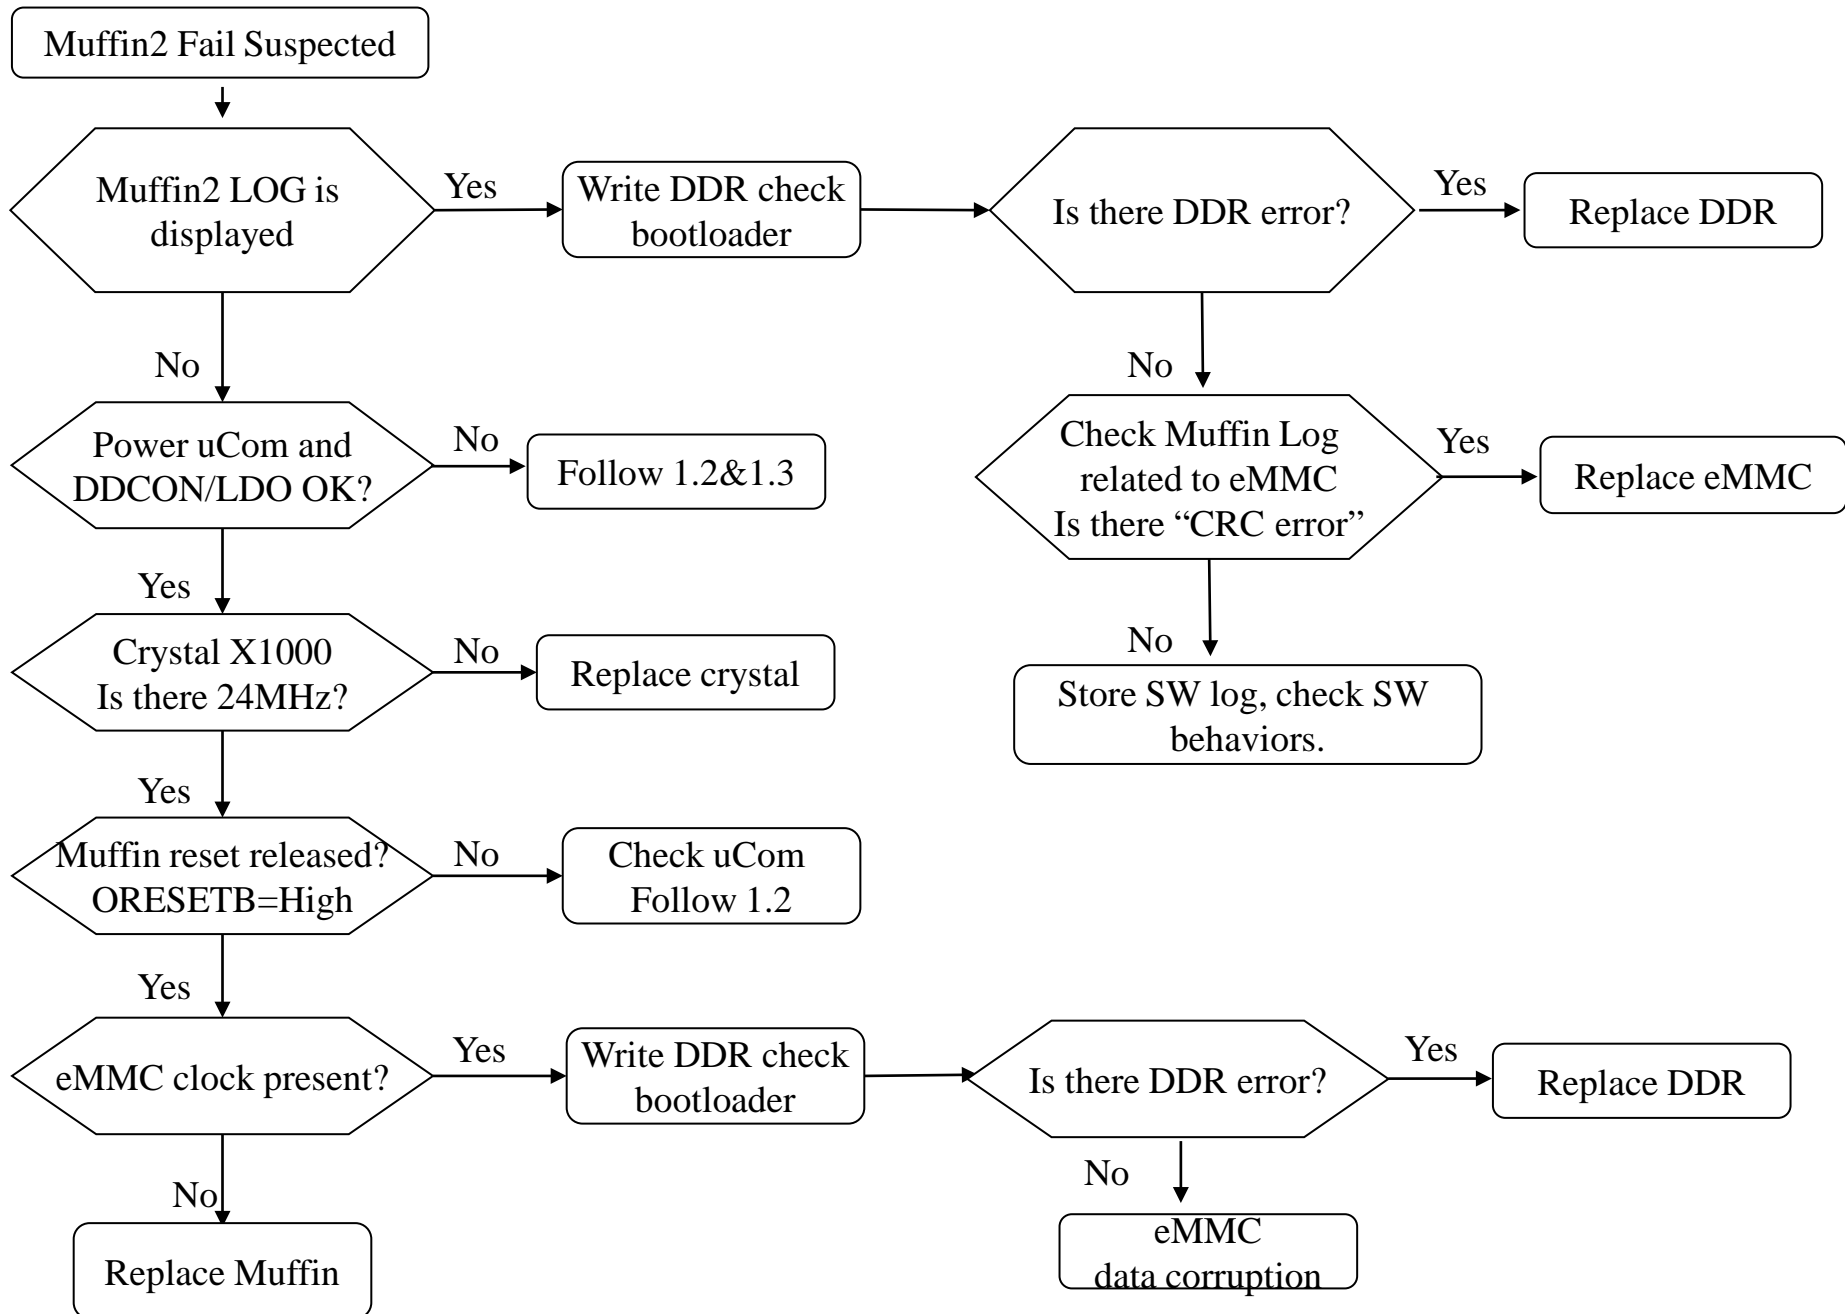 Muffin2 Fail Suspected
Muffin2 LOG is
displayed
Yes
Write DDR check
bootloader
Is there DDR error?
Yes
Replace DDR
No
No
Power uCom and
DDCON/LDO OK?
No
Follow 1.2&1.3
Check Muffin Log
related to eMMC
Is there “CRC error”
Yes
Replace eMMC
Yes
No
Crystal X1000
Is there 24MHz?
No
Replace crystal
Store SW log, check SW
behaviors.
Yes
Muffin reset released?
ORESETB=High
No
Check uCom
Follow 1.2
Yes
eMMC clock present?
Yes
Write DDR check
bootloader
Is there DDR error?
Yes
Replace DDR
No
No
Replace Muffin
eMMC
data corruption